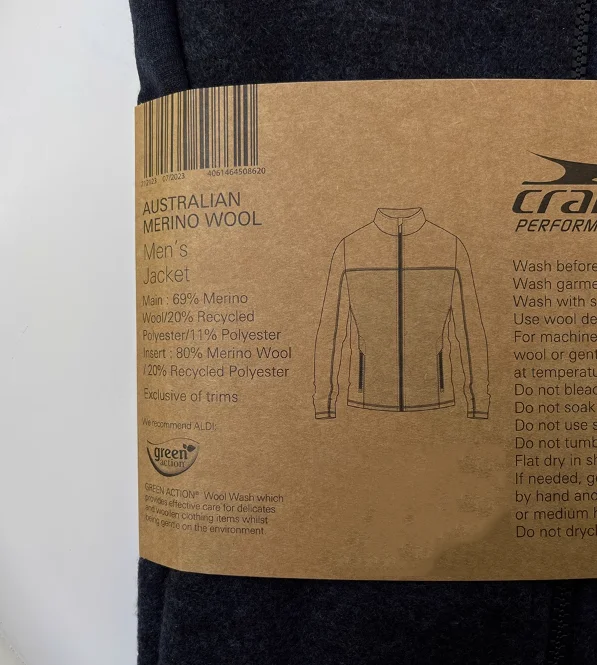 07/2023 4061464508620
AUSTRALIAN
MERINO WOOL
Men's
Jacket
Main : 69% Merino
Wool/20% Recycled
Polyester/11% Polyester
Insert : 80% Merino Wool
/ 20% Recycled Polyester
Exclusive of trims
We recommend ALDI:
green
action
GREEN ACTION® Wool Wash which
provides effective care for delicates
and woollen clothing items whilst
being gentle on the environment.
cra
PERFORM
Wash before
Wash garme
Wash with s
Use wool de
For machine
wool or gent
at temperatu
Do not bleac
Do not soak
Do not use s
Do not tumb
Flat dry in sh
If needed, ge
by hand and
or medium h
Do not drycl